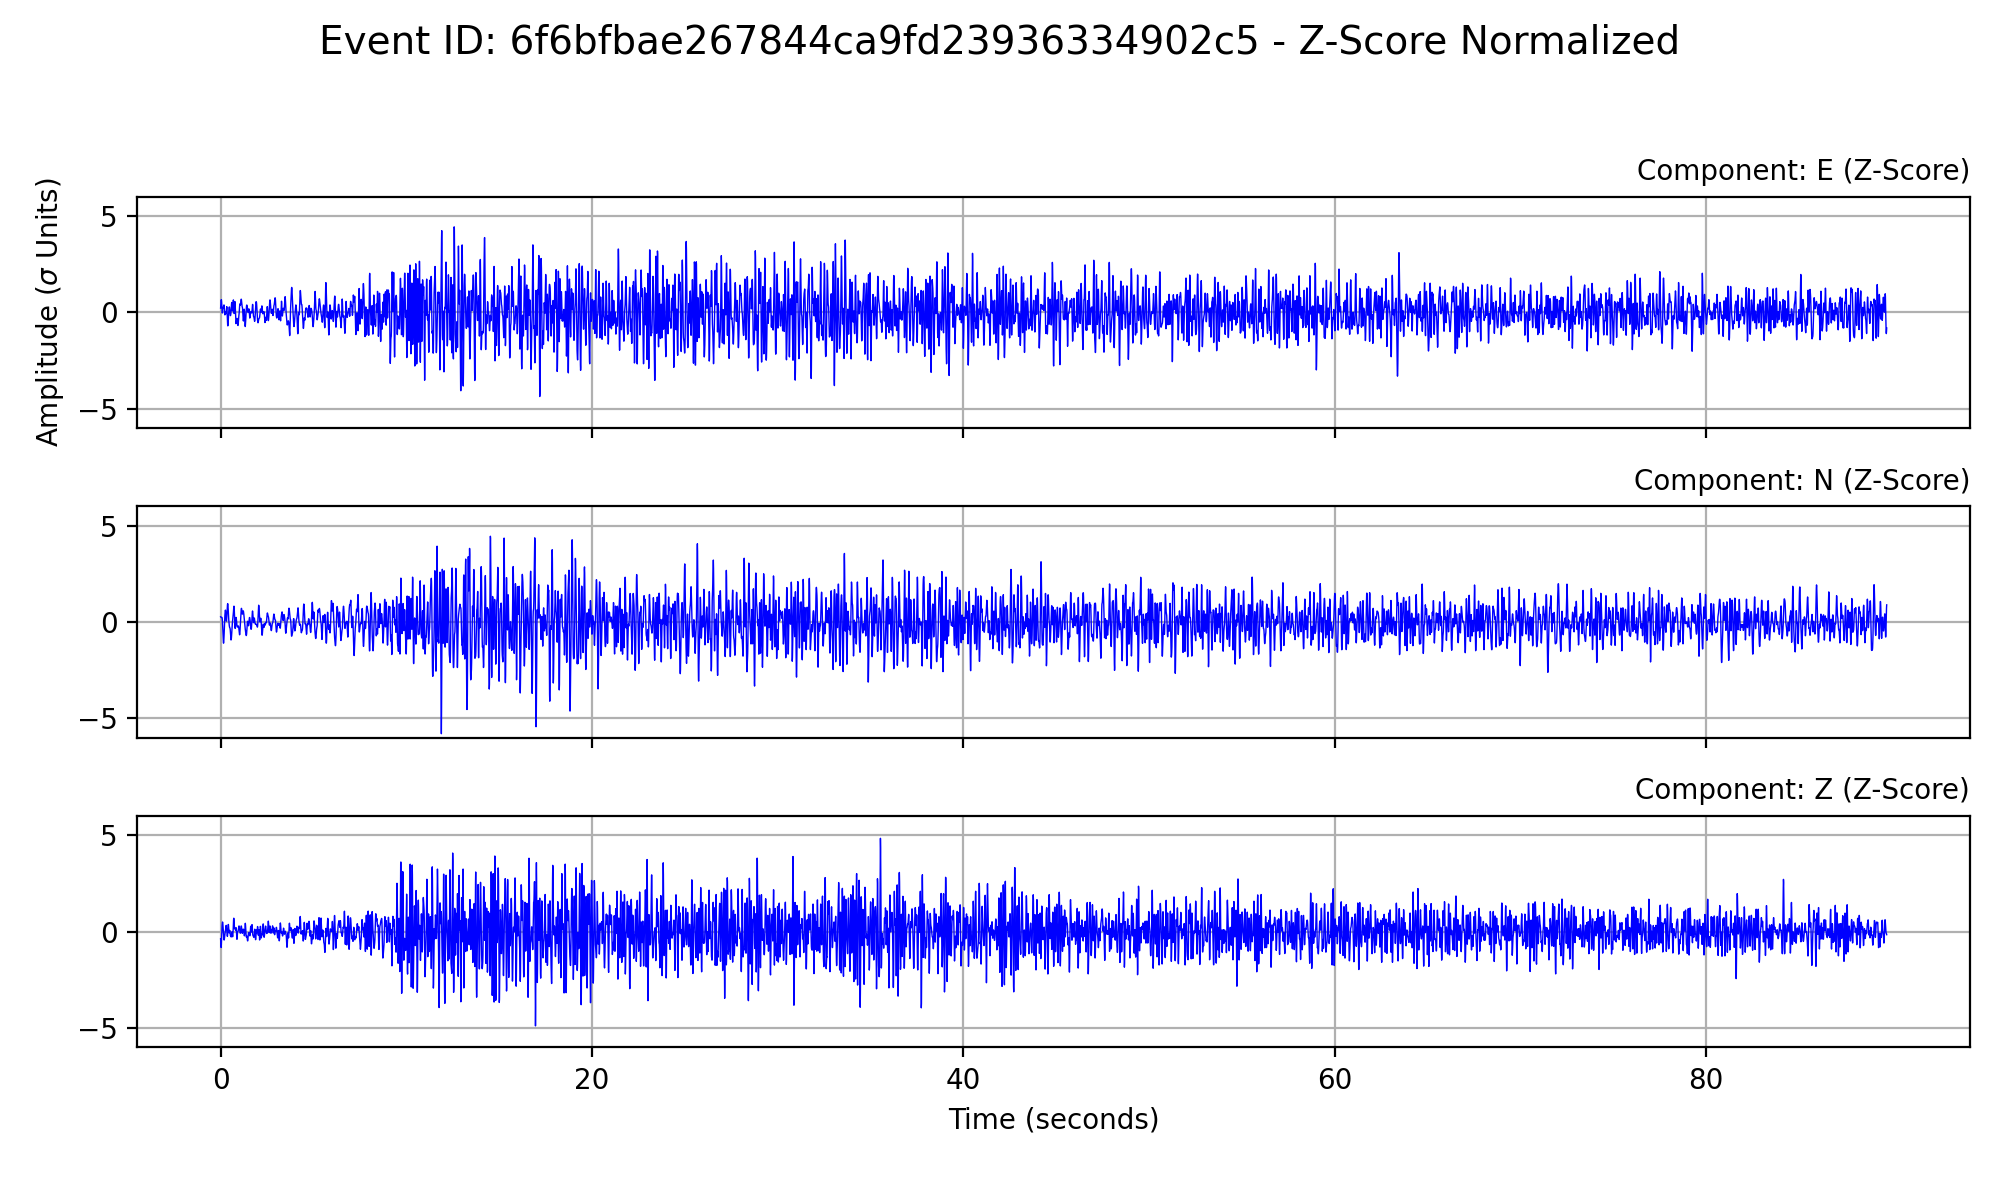 Event ID: 6f6bfbae267844ca9fd23936334902c5 - Z-Score Normalized
Component: E (Z-Score)
Amplitude (σ Units)
5
0
−5
Component: N (Z-Score)
5
0
−5
Component: Z (Z-Score)
5
0
−5
0 20 40 60 80
Time (seconds)